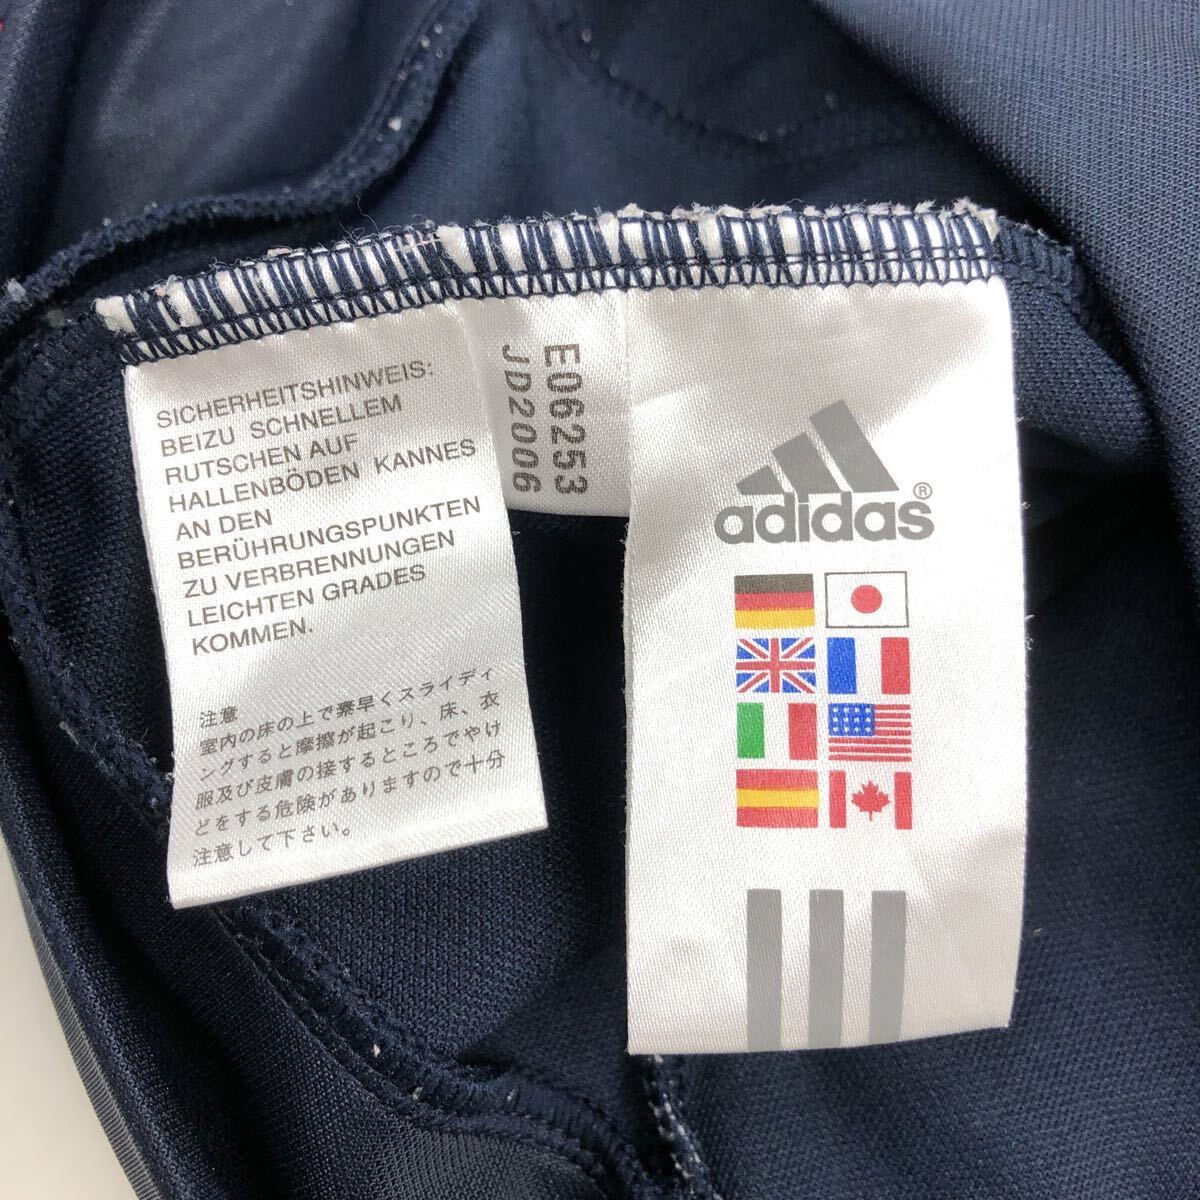 SICHERHEITSHINWEIS:
BEIZU SCHNELLEM
RUTSCHEN AUF
HALLENBÖDEN KANNES
AN DEN
BERÜHRUNGSPUNKTEN
ZU VERBRENNUNGEN
LEICHTEN GRADES
KOMMEN.
注意
室内の床の上で素早くスライディ
ングすると摩擦が起こり、床、衣
服及び皮膚の接するところでやけ
どをする危険がありますので十分
注意して下さい。
E06253
JD2006
adidas®